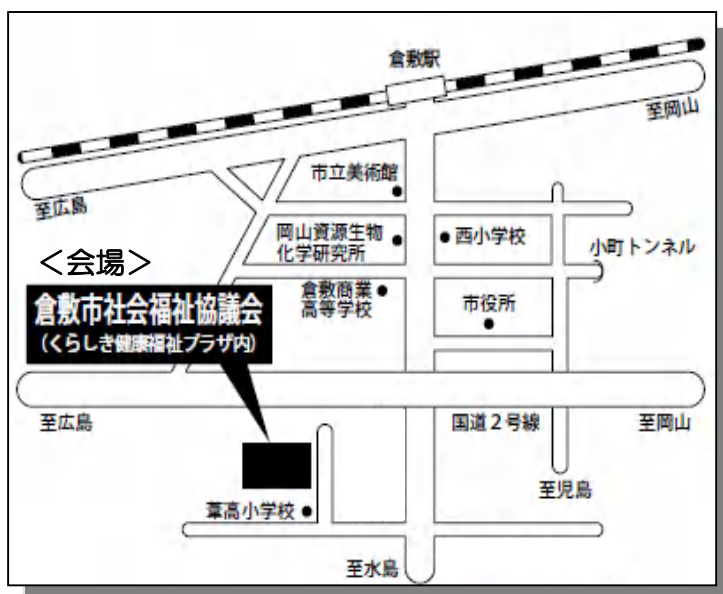 倉敷駅
至岡山
市立美術館
至広島
岡山資源生物
化学研究所
西小学校
小町トンネル
＜会場＞
倉敷市社会福祉協議会
(くらしき健康福祉プラザ内)
倉敷商業
高等学校
市役所
至広島
国道2号線
至岡山
至児島
葦高小学校
至水島